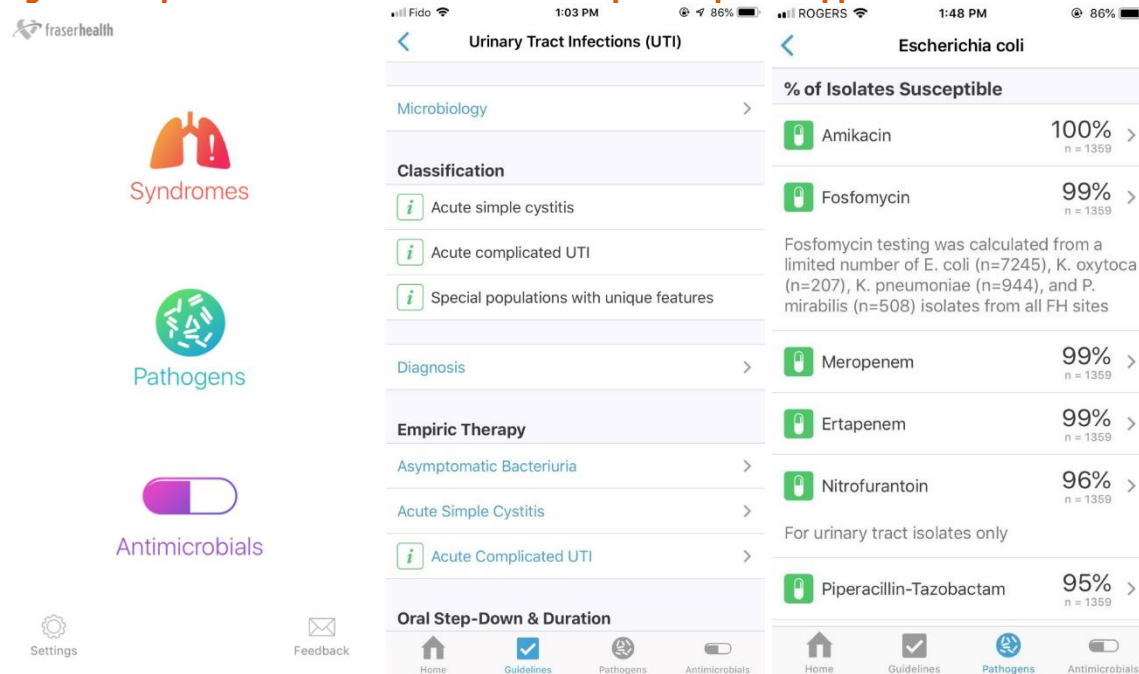 fraserhealth
Syndromes
Pathogens
Antimicrobials
Settings
Feedback
Fido
1:03 PM
86%
Urinary Tract Infections (UTI)
Microbiology
Classification
i Acute simple cystitis
i Acute complicated UTI
i Special populations with unique features
Diagnosis
Empiric Therapy
Asymptomatic Bacteriuria
Acute Simple Cystitis
i Acute Complicated UTI
Oral Step-Down & Duration
Home
Guidelines
Pathogens
Antimicrobials
ROGERS
1:48 PM
86%
Escherichia coli
% of Isolates Susceptible
Amikacin 100%
n = 1359
Fosfomycin 99%
n = 1359
Fosfomycin testing was calculated from a
limited number of E. coli (n=7245), K. oxytoca
(n=207), K. pneumoniae (n=944), and P.
mirabilis (n=508) isolates from all FH sites
Meropenem 99%
n = 1359
Ertapenem 99%
n = 1359
Nitrofurantoin 96%
n = 1359
For urinary tract isolates only
Piperacillin-Tazobactam 95%
n = 1359
Home
Guidelines
Pathogens
Antimicrobials